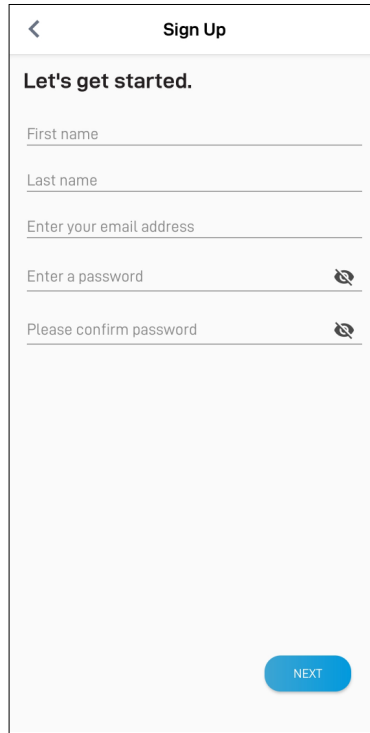 Sign Up
Let's get started.
First name
Last name
Enter your email address
Enter a password
Please confirm password
NEXT